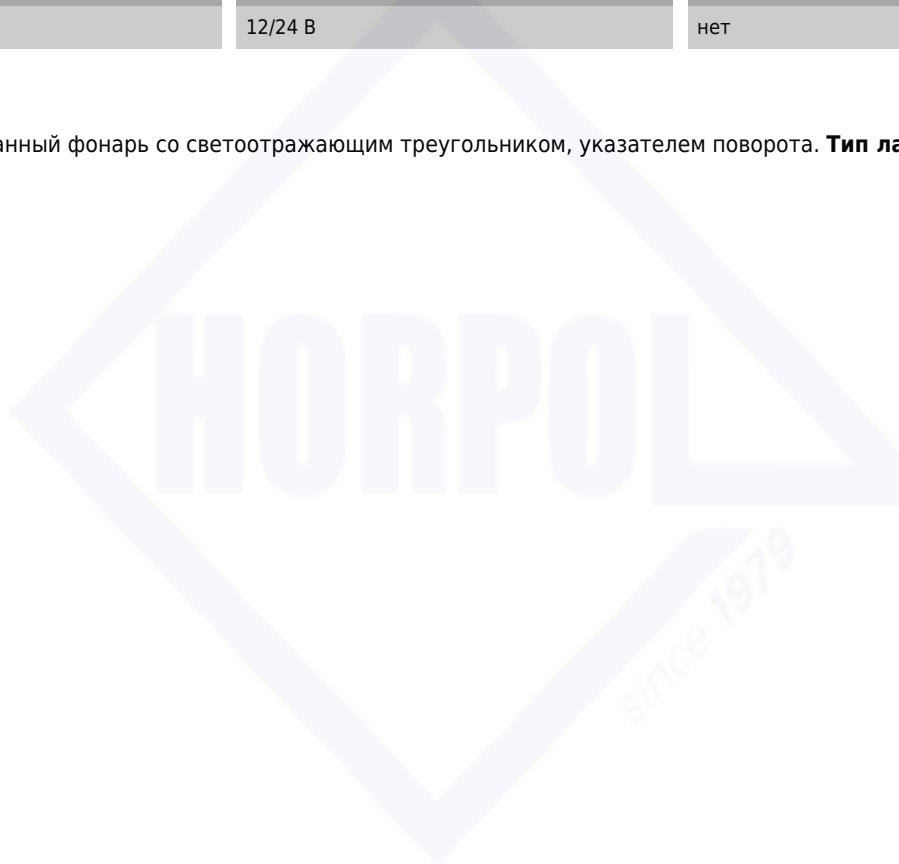 12/24 В нет
анный фонарь со светоотражающим треугольником, указателем поворота. Тип ла
HORPOL
since 1979